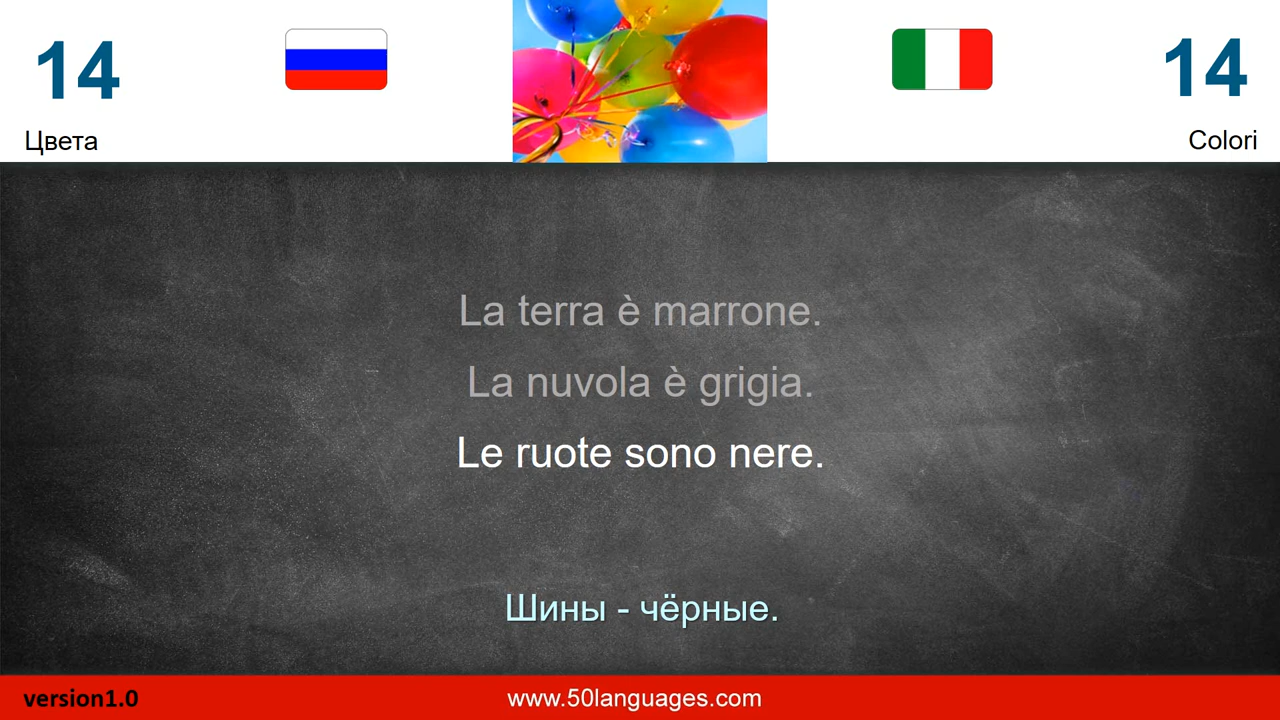 14
14
Цвета
Colori
La terra è marrone.
La nuvola è grigia.
Le ruote sono nere.
Шины - чёрные.
version1.0
www.50languages.com